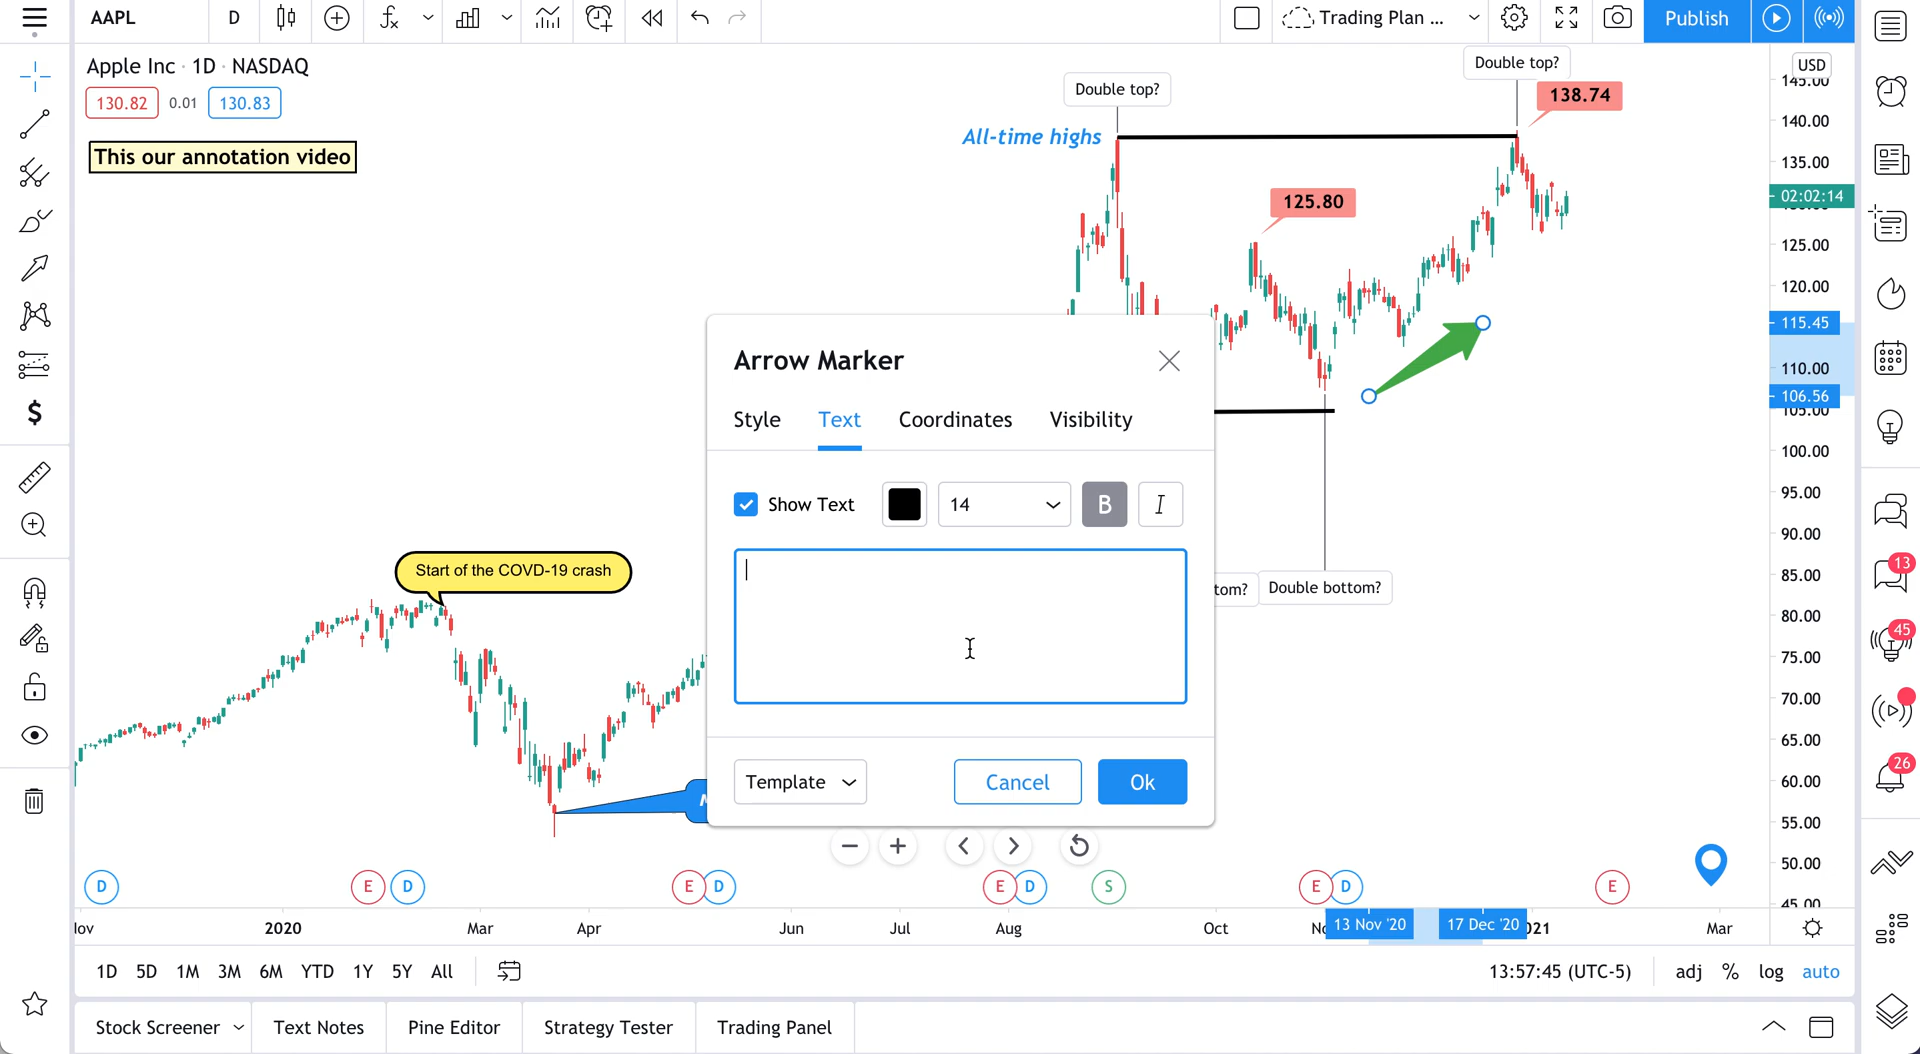 AAPL
D
Trading Plan ...
Publish
Apple Inc · 1D · NASDAQ
130.82
0.01
130.83
This our annotation video
All-time highs
Double top?
Double top?
138.74
125.80
USD
145.00
140.00
135.00
02:02:14
125.00
120.00
115.45
110.00
106.56
105.00
100.00
95.00
90.00
85.00
80.00
75.00
70.00
65.00
60.00
55.00
50.00
45.00
Arrow Marker
Style
Text
Coordinates
Visibility
Show Text
14
B
I
Template
Cancel
Ok
tom?
Double bottom?
Start of the COVD-19 crash
D
E
D
E
D
E
D
S
E
D
E
2020
Mar
Apr
Jun
Jul
Aug
Oct
13 Nov '20
17 Dec '20
Mar
1D
5D
1M
3M
6M
YTD
1Y
5Y
All
13:57:45 (UTC-5)
adj
%
log
auto
Stock Screener
Text Notes
Pine Editor
Strategy Tester
Trading Panel
13
45
26